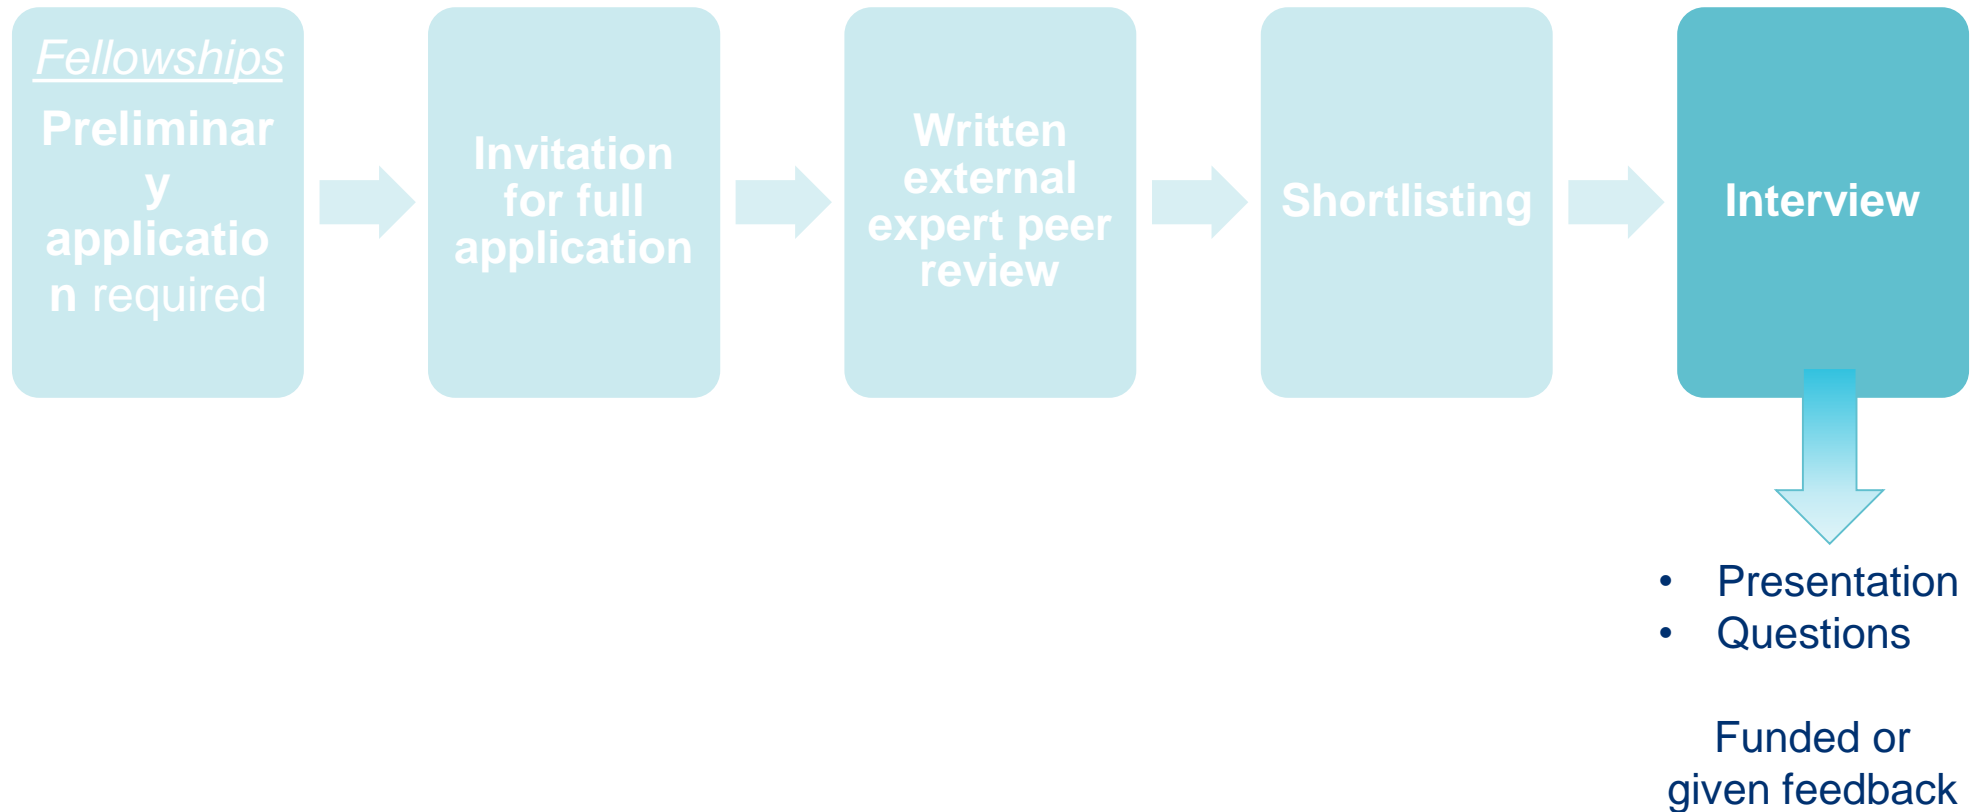 Fellowships
Preliminar
y
applicatio
n required
Invitation
for full
application
Written
external
expert peer
review
Shortlisting
Interview
• Presentation
• Questions
Funded or
given feedback